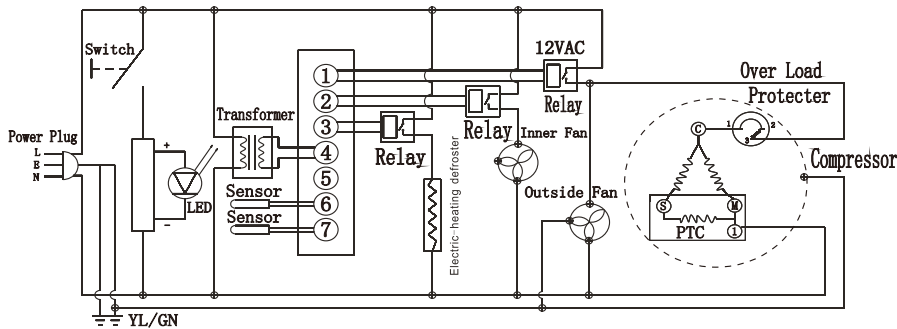 Switch
12VAC
Over Load
Protecter
1
2
3
C
Relay
Transformer
1
2
3
4
5
6
7
Relay
Relay
Inner Fan
Power Plug
L
E
N
+
-
LED
Sensor
Sensor
Electric-heating defroster
Outside Fan
Compressor
S
M
PTC
1
YL/GN